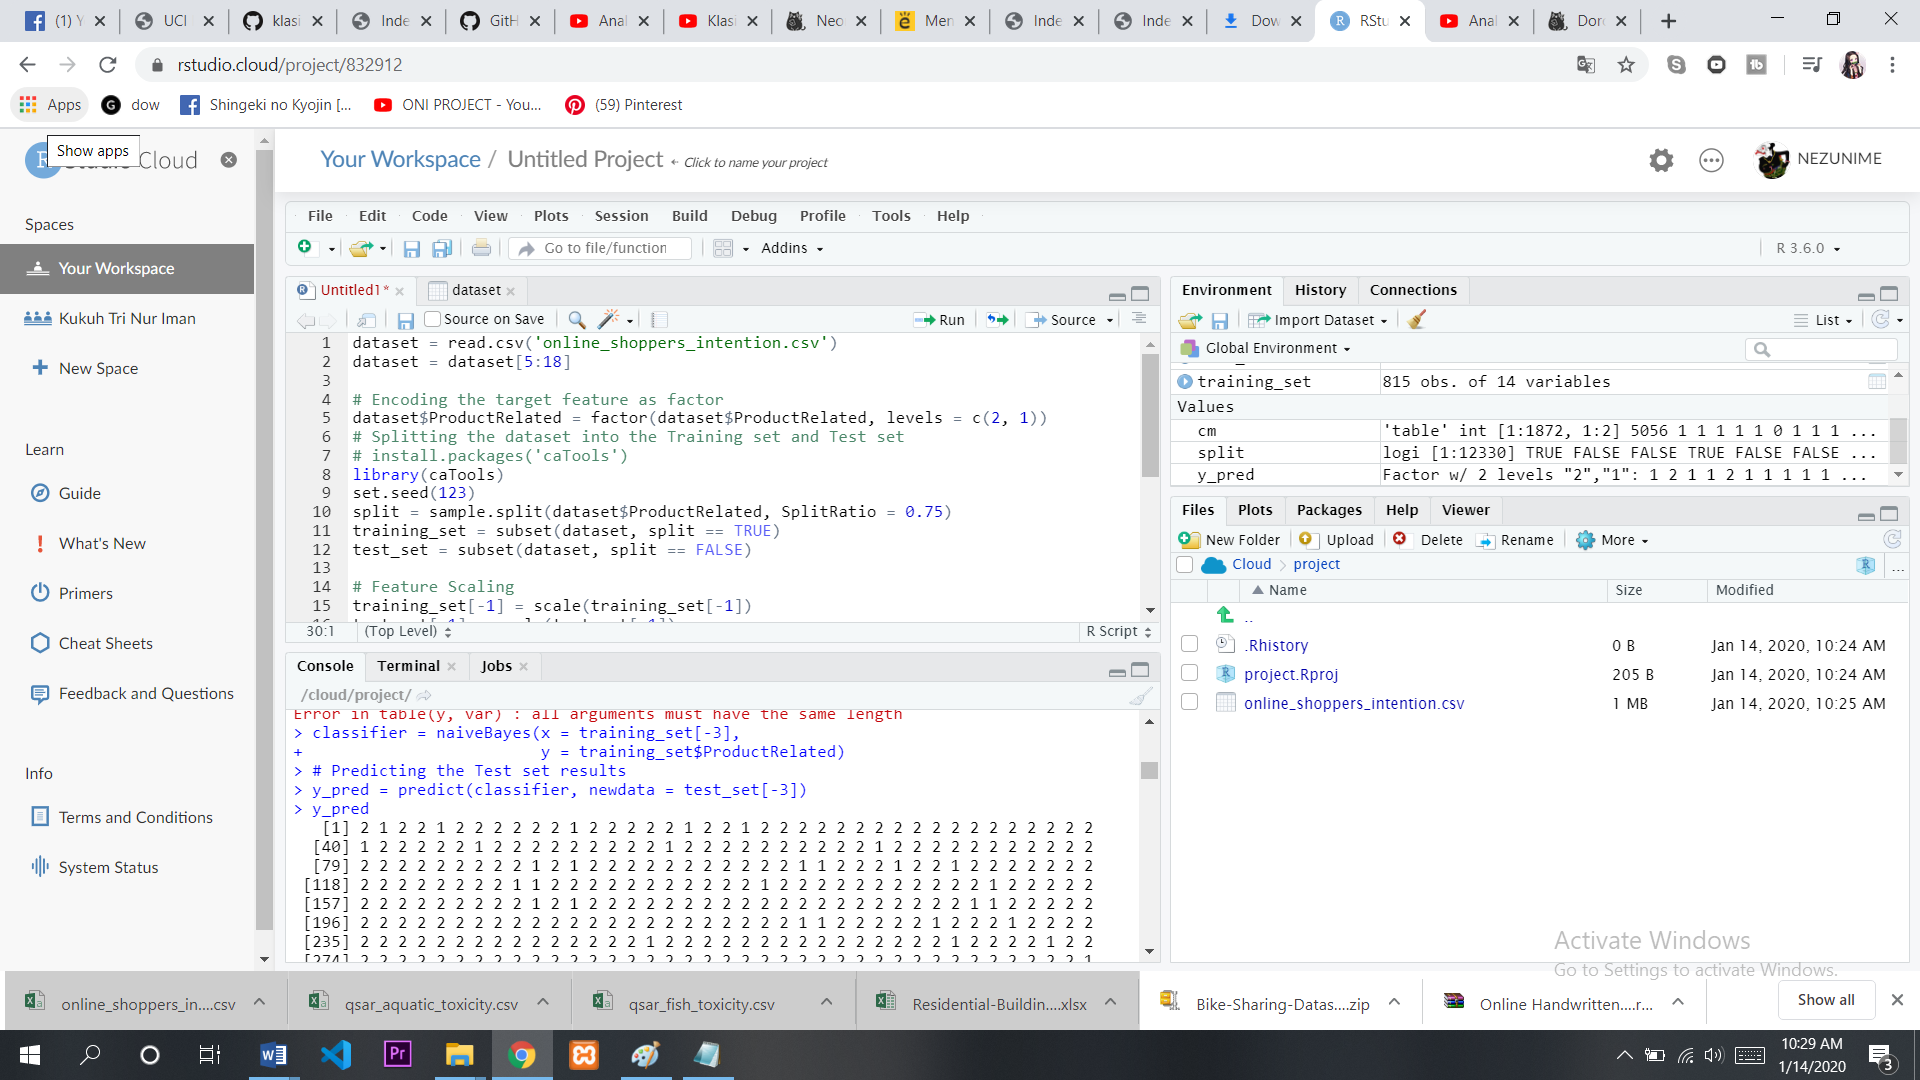 (1) Y
UCI
klasi
Inde
GitH
Anal
Klasi
Neo
Men
Inde
Inde
Dow
RStu
Anal
Dor
rstudio.cloud/project/832912
Apps
dow
Shingeki no Kyojin [...
ONI PROJECT - You...
(59) Pinterest
Show apps
Cloud
Your Workspace / Untitled Project ← Click to name your project
NEZUNIME
Spaces
Your Workspace
Kukuh Tri Nur Iman
New Space
Learn
Guide
What's New
Primers
Cheat Sheets
Feedback and Questions
Info
Terms and Conditions
System Status
File Edit Code View Plots Session Build Debug Profile Tools Help
Go to file/function
Addins
R 3.6.0
Untitled1*
dataset
Source on Save
Run
Source
1 dataset = read.csv('online_shoppers_intention.csv')
2 dataset = dataset[5:18]
3
4 # Encoding the target feature as factor
5 dataset$ProductRelated = factor(dataset$ProductRelated, levels = c(2, 1))
6 # Splitting the dataset into the Training set and Test set
7 # install.packages('caTools')
8 library(caTools)
9 set.seed(123)
10 split = sample.split(dataset$ProductRelated, SplitRatio = 0.75)
11 training_set = subset(dataset, split == TRUE)
12 test_set = subset(dataset, split == FALSE)
13
14 # Feature Scaling
15 training_set[-1] = scale(training_set[-1])
30:1 (Top Level) R Script
Console Terminal Jobs
/cloud/project/
Error in table(y, var) : all arguments must have the same length
> classifier = naiveBayes(x = training_set[-3],
+ y = training_set$ProductRelated)
> # Predicting the Test set results
> y_pred = predict(classifier, newdata = test_set[-3])
> y_pred
[1] 2 1 2 2 1 2 2 2 2 2 2 1 2 2 2 2 2 1 2 2 1 2 2 2 2 2 2 2 2 2 2 2 2 2 2 2 2 2 2
[40] 1 2 2 2 2 2 1 2 2 2 2 2 2 2 2 2 1 2 2 2 2 2 2 2 2 2 2 1 2 2 2 2 2 2 2 2 2 2 2
[79] 2 2 2 2 2 2 2 2 2 1 2 1 2 2 2 2 2 2 2 2 2 2 2 1 1 2 2 2 1 2 2 1 2 2 2 2 2 2 2
[118] 2 2 2 2 2 2 2 2 1 1 2 2 2 2 2 2 2 2 2 2 2 1 2 2 2 2 2 2 2 2 2 2 2 1 2 2 2 2 2
[157] 2 2 2 2 2 2 2 2 2 1 2 1 2 2 2 2 2 2 2 2 2 2 2 2 2 2 2 2 2 2 2 2 1 1 2 2 2 2 2
[196] 2 2 2 2 2 2 2 2 2 2 2 2 2 2 2 2 2 2 2 2 2 2 2 1 1 2 2 2 2 2 1 2 2 2 1 2 2 2 2
[235] 2 2 2 2 2 2 2 2 2 2 2 2 2 2 2 1 2 2 2 2 2 2 2 2 2 2 2 2 2 2 2 1 2 2 2 2 1 2 2
Environment History Connections
Import Dataset
List
Global Environment
training_set 815 obs. of 14 variables
Values
cm 'table' int [1:1872, 1:2] 5056 1 1 1 1 1 0 1 1 1 ...
split logi [1:12330] TRUE FALSE FALSE TRUE FALSE FALSE ...
y_pred Factor w/ 2 levels "2","1": 1 2 1 1 2 1 1 1 1 1 ...
Files Plots Packages Help Viewer
New Folder Upload Delete Rename More
Cloud project
...
Name Size Modified
..
.Rhistory 0 B Jan 14, 2020, 10:24 AM
project.Rproj 205 B Jan 14, 2020, 10:24 AM
online_shoppers_intention.csv 1 MB Jan 14, 2020, 10:25 AM
Activate Windows
Go to Settings to activate Windows.
online_shoppers_in....csv
qsar_aquatic_toxicity.csv
qsar_fish_toxicity.csv
Residential-Buildin....xlsx
Bike-Sharing-Datas....zip
Online Handwritten....r...
Show all
10:29 AM
1/14/2020
3